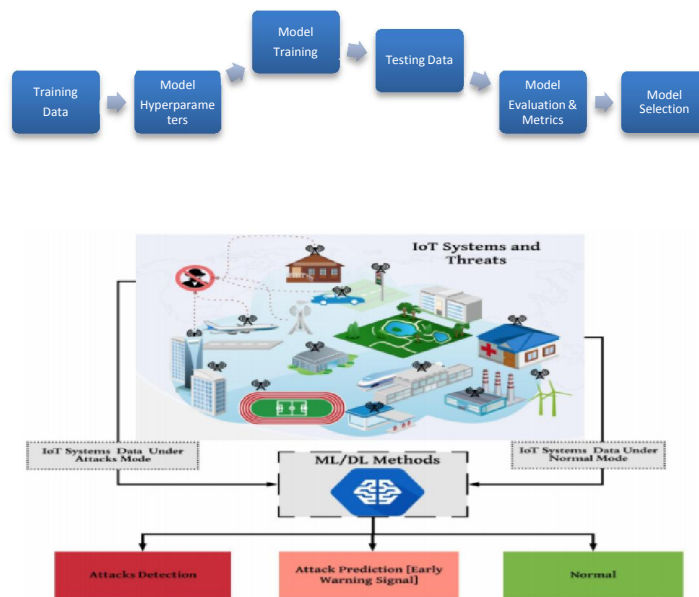 Training
Data
Model
Hyperparame
ters
Model
Training
Testing Data
Model
Evaluation &
Metrics
Model
Selection
IoT Systems and
Threats
IoT Systems Data Under
Attacks Mode
IoT Systems Data Under
Normal Mode
ML/DL Methods
Attacks Detection
Attack Prediction [Early
Warning Signal]
Normal